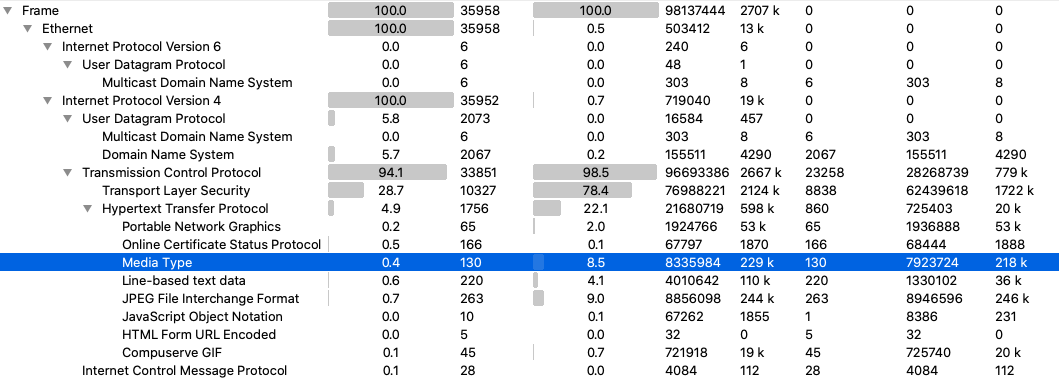 Frame 100.0 35958 100.0 98137444 2707 k 0 0 0
Ethernet 100.0 35958 0.5 503412 13 k 0 0 0
Internet Protocol Version 6 0.0 6 0.0 240 6 0 0 0
User Datagram Protocol 0.0 6 0.0 48 1 0 0 0
Multicast Domain Name System 0.0 6 0.0 303 8 6 303 8
Internet Protocol Version 4 100.0 35952 0.7 719040 19 k 0 0 0
User Datagram Protocol 5.8 2073 0.0 16584 457 0 0 0
Multicast Domain Name System 0.0 6 0.0 303 8 6 303 8
Domain Name System 5.7 2067 0.2 155511 4290 2067 155511 4290
Transmission Control Protocol 94.1 33851 98.5 96693386 2667 k 23258 28268739 779 k
Transport Layer Security 28.7 10327 78.4 76988221 2124 k 8838 62439618 1722 k
Hypertext Transfer Protocol 4.9 1756 22.1 21680719 598 k 860 725403 20 k
Portable Network Graphics 0.2 65 2.0 1924766 53 k 65 1936888 53 k
Online Certificate Status Protocol 0.5 166 0.1 67797 1870 166 68444 1888
Media Type 0.4 130 8.5 8335984 229 k 130 7923724 218 k
Line-based text data 0.6 220 4.1 4010642 110 k 220 1330102 36 k
JPEG File Interchange Format 0.7 263 9.0 8856098 244 k 263 8946596 246 k
JavaScript Object Notation 0.0 10 0.1 67262 1855 1 8386 231
HTML Form URL Encoded 0.0 5 0.0 32 0 5 32 0
Compuserve GIF 0.1 45 0.7 721918 19 k 45 725740 20 k
Internet Control Message Protocol 0.1 28 0.0 4084 112 28 4084 112